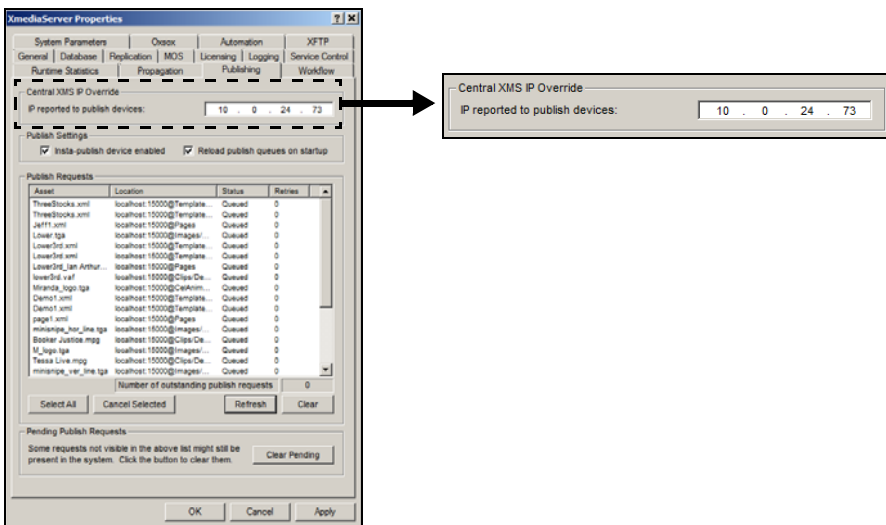 XmediaServer Properties
System Parameters Oxsox Automation XFTP
General Database Replication MOS Licensing Logging Service Control
Runtime Statistics Propagation Publishing Workflow
Central XMS IP Override
IP reported to publish devices: 10 . 0 . 24 . 73
Publish Settings
Insta-publish device enabled Reload publish queues on startup
Publish Requests
Asset Location Status Retries
ThreeStocks.xml localhost:15000@Template... Queued 0
ThreeStocks.xml localhost:15000@Template... Queued 0
Jeff1.xml localhost:15000@Pages Queued 0
Lower.tga localhost:15000@Images/... Queued 0
Lower3rd.xml localhost:15000@Template... Queued 0
Lower3rd.xml localhost:15000@Template... Queued 0
Lower3rd_Ian Arthur... localhost:15000@Pages Queued 0
lower3rd.vaf localhost:15000@Clips/De... Queued 0
Miranda_logo.tga localhost:15000@CelAnim... Queued 0
Demo1.xml localhost:15000@Template... Queued 0
Demo1.xml localhost:15000@Template... Queued 0
page1.xml localhost:15000@Pages Queued 0
minisnipe_hor_line.tga localhost:15000@Images/... Queued 0
Booker Justice.mpg localhost:15000@Clips/De... Queued 0
M_logo.tga localhost:15000@Images/... Queued 0
Tessa Live.mpg localhost:15000@Clips/De... Queued 0
minisnipe_ver_line.tga localhost:15000@Images/... Queued 0
Number of outstanding publish requests 0
Select All Cancel Selected Refresh Clear
Pending Publish Requests
Some requests not visible in the above list might still be
present in the system. Click the button to clear them.
Clear Pending
OK Cancel Apply
Central XMS IP Override
IP reported to publish devices: 10 . 0 . 24 . 73